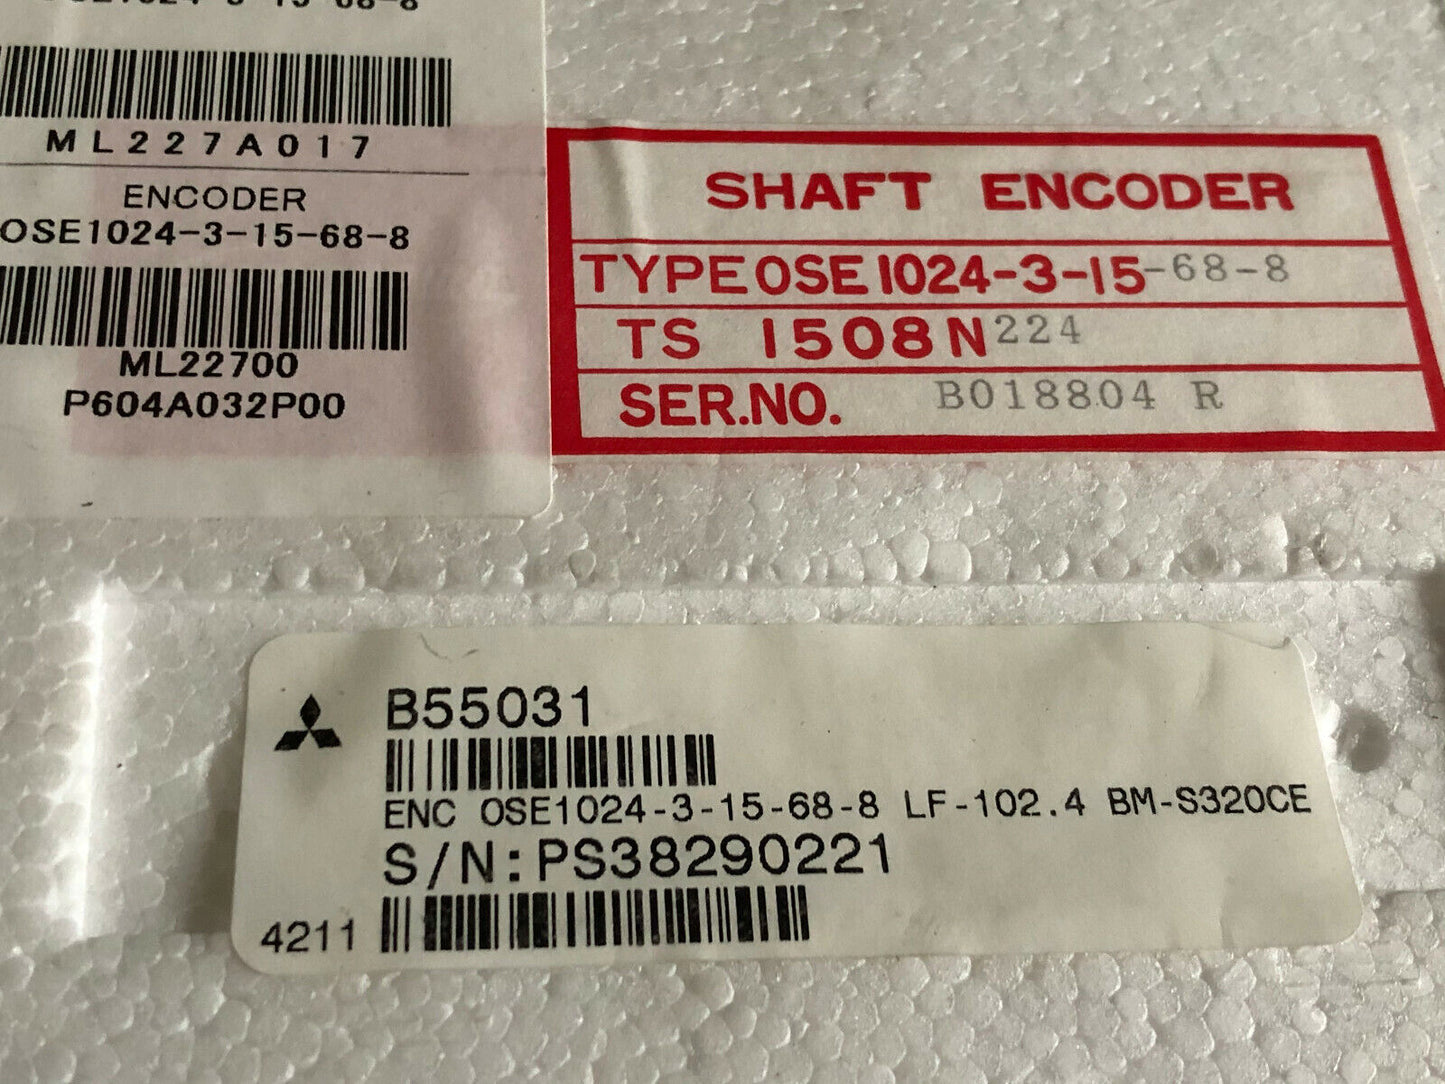 ML227A017
ENCODER
OSE1024-3-15-68-8
ML22700
P604A032P00
SHAFT ENCODER
TYPE OSE1024-3-15-68-8
TS 1508N224
SER.NO. B018804 R
B55031
ENC OSE1024-3-15-68-8 LF-102.4 BM-S320CE
S/N:PS38290221
4211